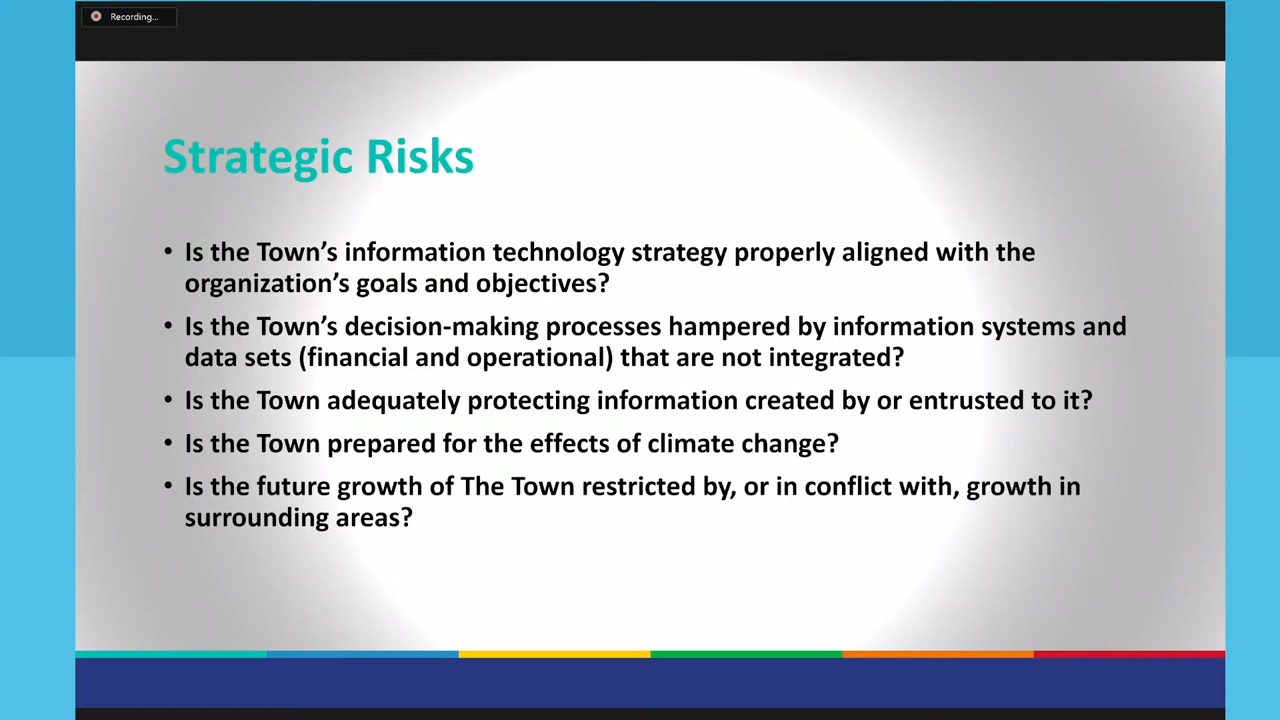 Recording...
Strategic Risks
• Is the Town’s information technology strategy properly aligned with the
organization’s goals and objectives?
• Is the Town’s decision-making processes hampered by information systems and
data sets (financial and operational) that are not integrated?
• Is the Town adequately protecting information created by or entrusted to it?
• Is the Town prepared for the effects of climate change?
• Is the future growth of The Town restricted by, or in conflict with, growth in
surrounding areas?